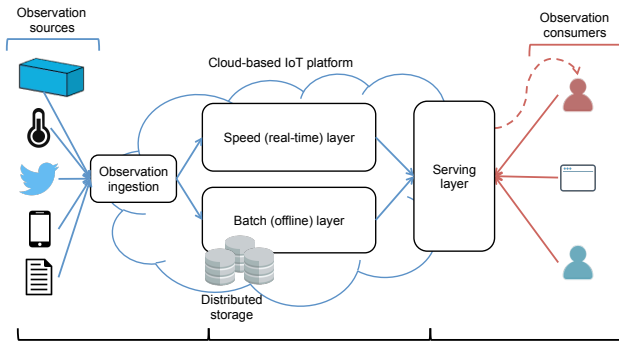 Observation
sources
Observation
consumers
Cloud-based IoT platform
Speed (real-time) layer
Observation
ingestion
Serving
layer
Batch (offline) layer
Distributed
storage